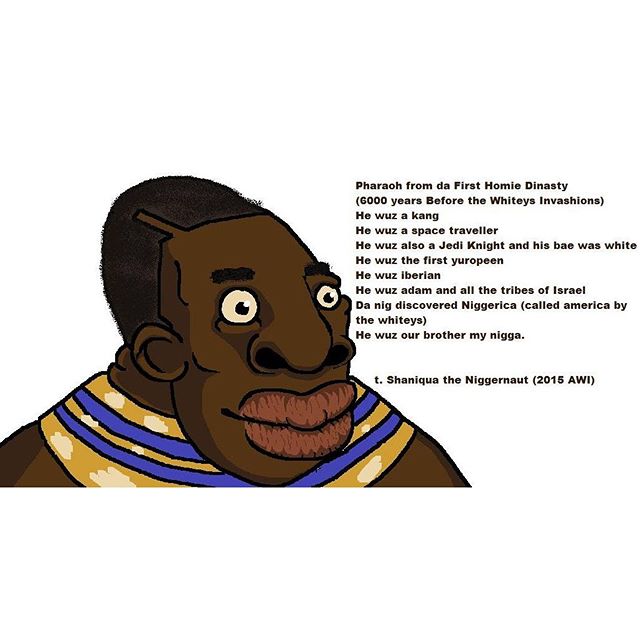 Pharaoh from da First Homie Dinasty
(6000 years Before the Whiteys Invashions)
He wuz a kang
He wuz a space traveller
He wuz also a Jedi Knight and his bae was white
He wuz the first yuropeen
He wuz iberian
He wuz adam and all the tribes of Israel
Da nig discovered Niggerica (called america by
the whiteys)
He wuz our brother my nigga.
t. Shaniqua the Niggernaut (2015 AWI)